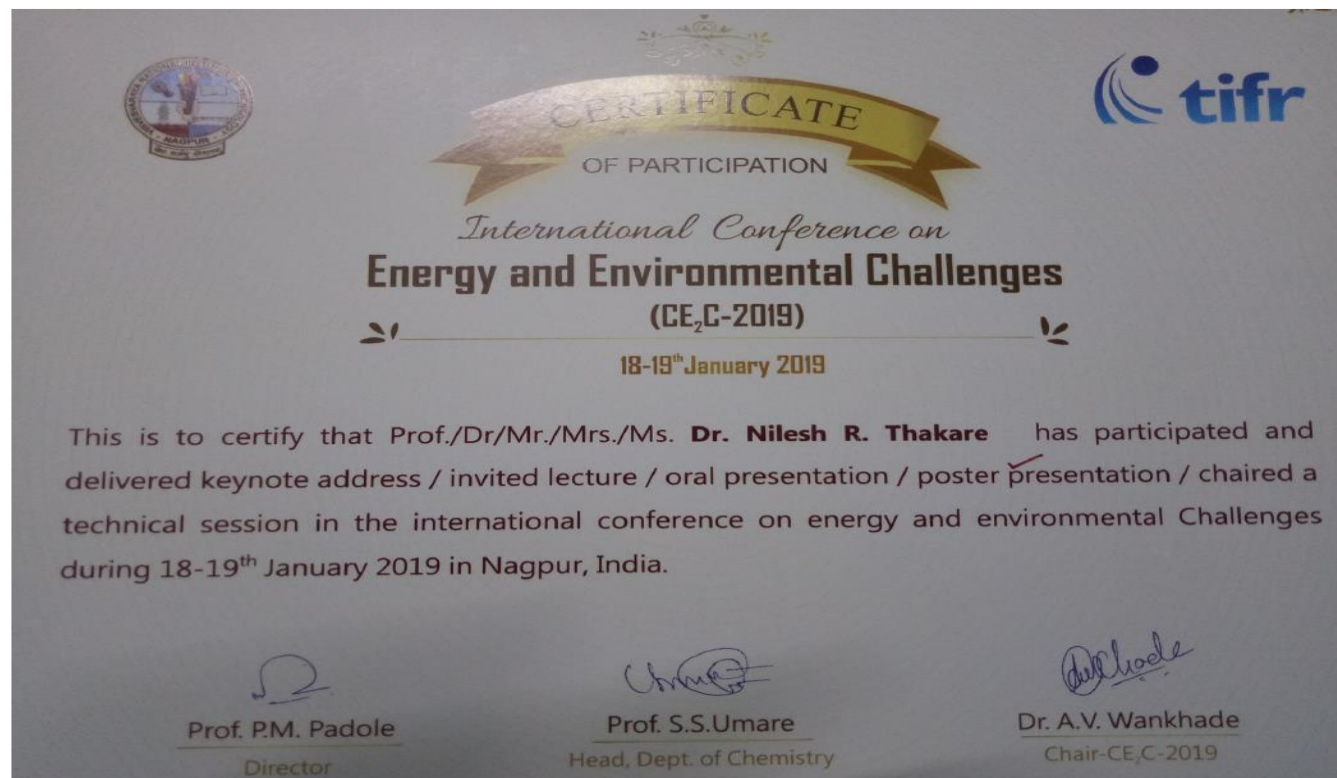 NAGPUR
tifr
CERTIFICATE
OF PARTICIPATION
International Conference on
Energy and Environmental Challenges
(CE₂C-2019)
18-19ᵗʰ January 2019
This is to certify that Prof./Dr/Mr./Mrs./Ms. Dr. Nilesh R. Thakare has participated and
delivered keynote address / invited lecture / oral presentation / poster presentation / chaired a
technical session in the international conference on energy and environmental Challenges
during 18-19ᵗʰ January 2019 in Nagpur, India.
Prof. P.M. Padole
Director
Prof. S.S.Umare
Head, Dept. of Chemistry
Dr. A.V. Wankhade
Chair-CE₂C-2019